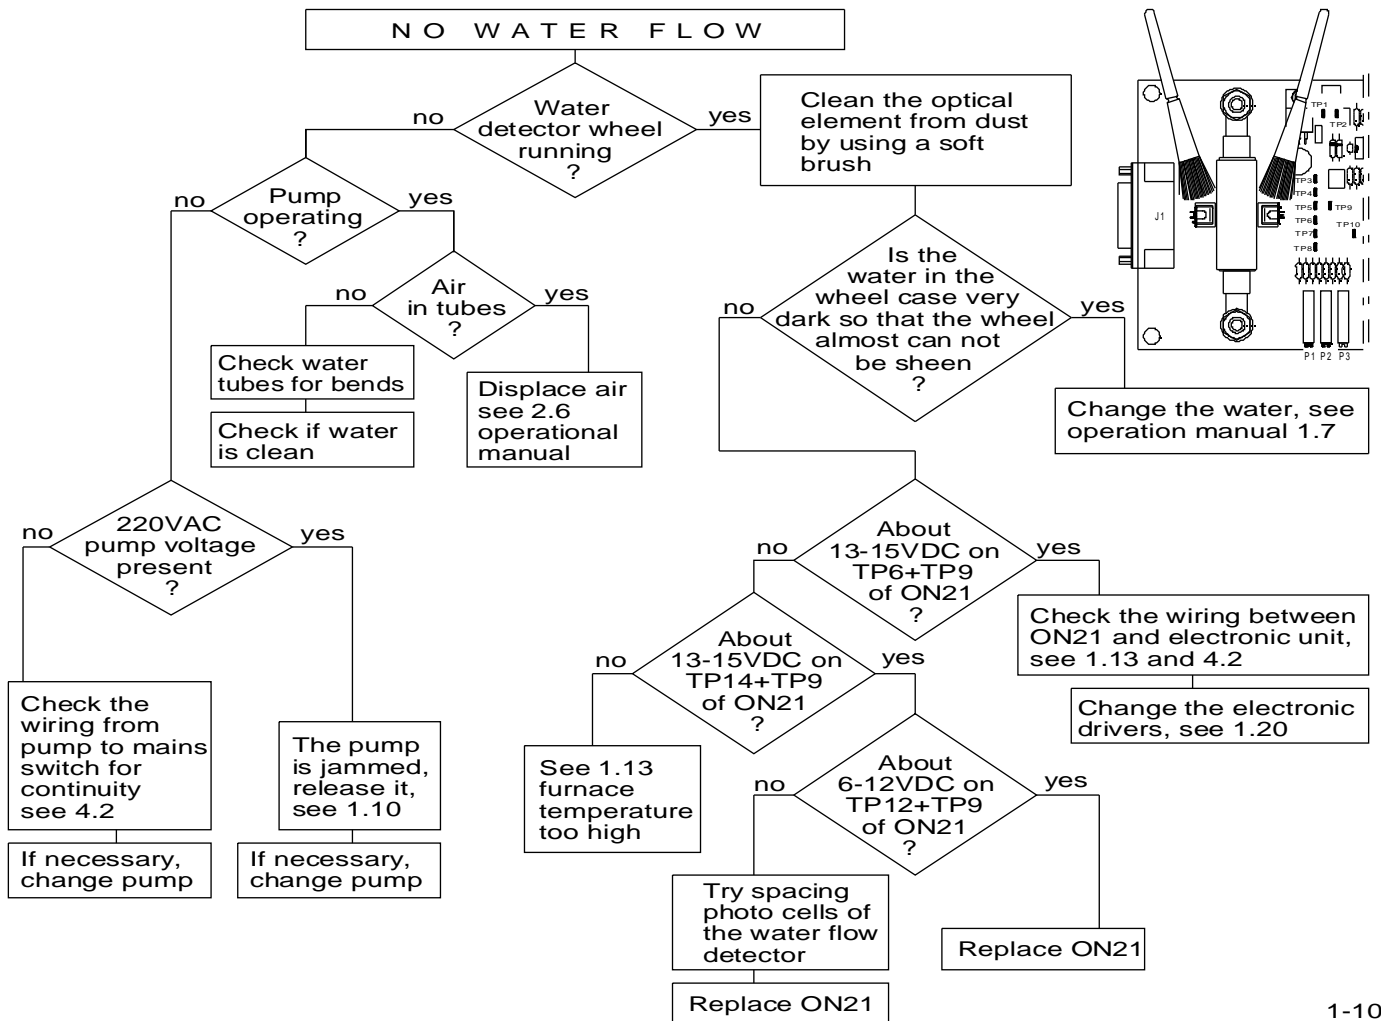 NO WATER FLOW
Water
detector wheel
running
?
no
yes
Clean the optical
element from dust
by using a soft
brush
Pump
operating
?
no
yes
Air
in tubes
?
no
yes
Check water
tubes for bends
Check if water
is clean
Displace air
see 2.6
operational
manual
Is the
water in the
wheel case very
dark so that the wheel
almost can not
be sheen
?
no
yes
Change the water, see
operation manual 1.7
220VAC
pump voltage
present
?
no
yes
Check the
wiring from
pump to mains
switch for
continuity
see 4.2
If necessary,
change pump
The pump
is jammed,
release it,
see 1.10
If necessary,
change pump
About
13-15VDC on
TP6+TP9
of ON21
?
no
yes
Check the wiring between
ON21 and electronic unit,
see 1.13 and 4.2
Change the electronic
drivers, see 1.20
About
13-15VDC on
TP14+TP9
of ON21
?
no
yes
See 1.13
furnace
temperature
too high
About
6-12VDC on
TP12+TP9
of ON21
?
no
yes
Try spacing
photo cells of
the water flow
detector
Replace ON21
Replace ON21
J1
TP1
TP2
TP3
TP4
TP5
TP9
TP6
TP10
TP7
TP8
P1 P2 P3
1-10